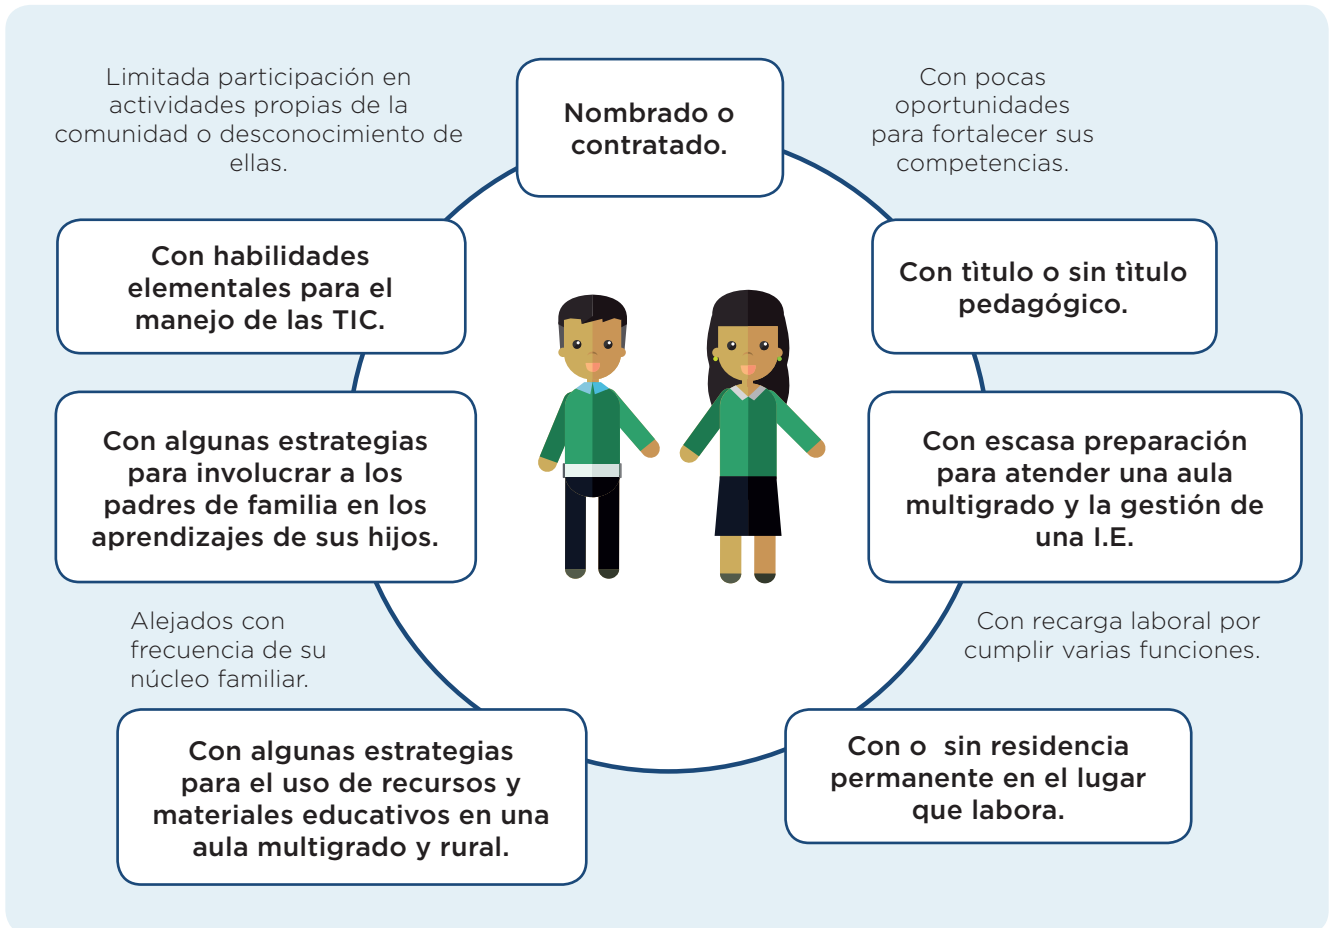 Limitada participación en
actividades propias de la
comunidad o desconocimiento de
ellas.
Nombrado o
contratado.
Con pocas
oportunidades
para fortalecer sus
competencias.
Con habilidades
elementales para el
manejo de las TIC.
Con tìtulo o sin tìtulo
pedagógico.
Con algunas estrategias
para involucrar a los
padres de familia en los
aprendizajes de sus hijos.
Con escasa preparación
para atender una aula
multigrado y la gestión de
una I.E.
Alejados con
frecuencia de su
núcleo familiar.
Con recarga laboral por
cumplir varias funciones.
Con algunas estrategias
para el uso de recursos y
materiales educativos en una
aula multigrado y rural.
Con o  sin residencia
permanente en el lugar
que labora.